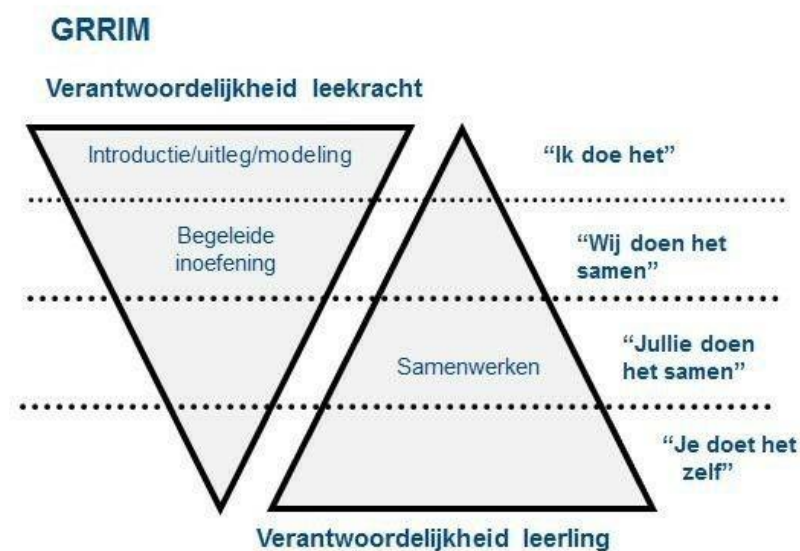 GRRIM
Verantwoordelijkheid leekracht
Introductie/uitleg/modeling
“Ik doe het”
Begeleide
inoefening
“Wij doen het
samen”
Samenwerken
“Jullie doen
het samen”
“Je doet het
zelf”
Verantwoordelijkheid leerling